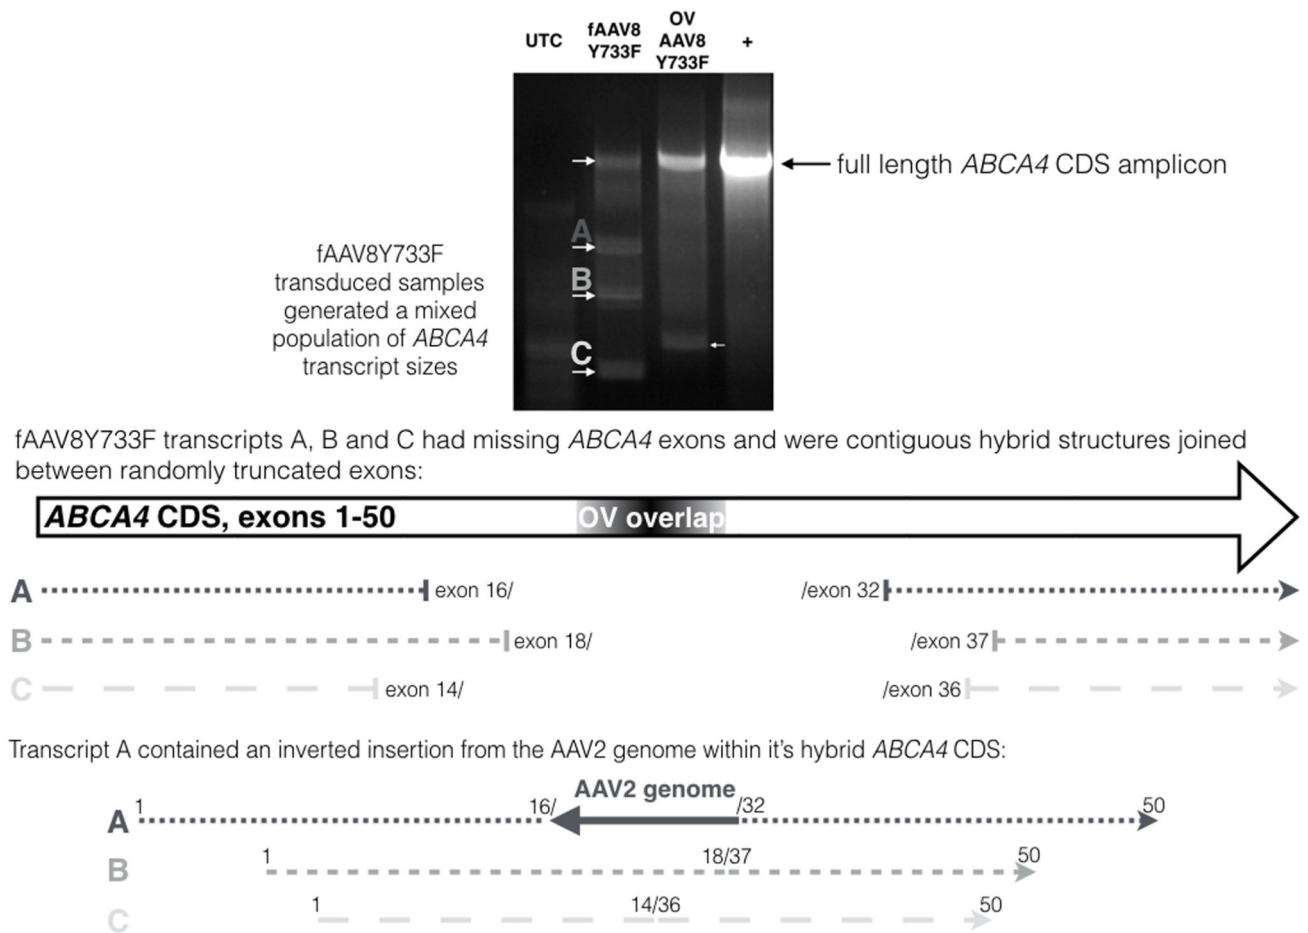 UTC
fAAV8
Y733F
OV
AAV8
Y733F
+
full length ABCA4 CDS amplicon
A
B
C
fAAV8Y733F
transduced samples
generated a mixed
population of ABCA4
transcript sizes
fAAV8Y733F transcripts A, B and C had missing ABCA4 exons and were contiguous hybrid structures joined
between randomly truncated exons:
ABCA4 CDS, exons 1-50
OV overlap
A exon 16/ /exon 32
B exon 18/ /exon 37
C exon 14/ /exon 36
Transcript A contained an inverted insertion from the AAV2 genome within it's hybrid ABCA4 CDS:
AAV2 genome
A 1 16/ /32 50
B 1 18/37 50
C 1 14/36 50